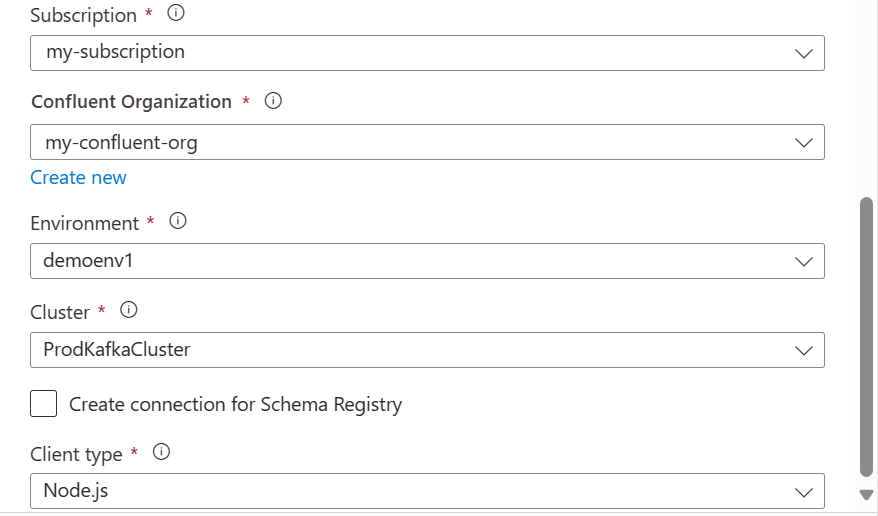 Subscription *
my-subscription
Confluent Organization *
my-confluent-org
Create new
Environment *
demoenv1
Cluster *
ProdKafkaCluster
Create connection for Schema Registry
Client type *
Node.js